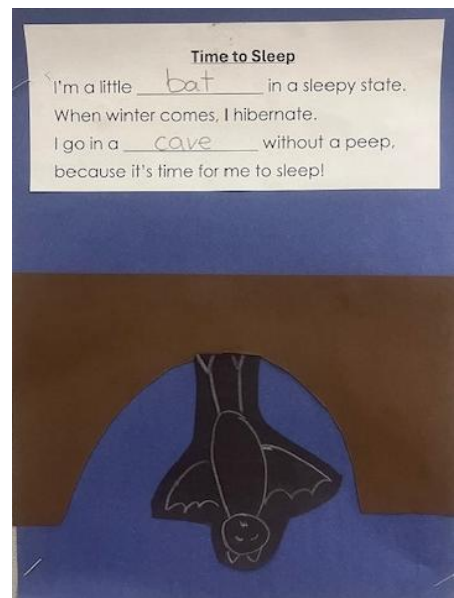 Time to Sleep
I'm a little bat in a sleepy state.
When winter comes, I hibernate.
I go in a cave without a peep,
because it's time for me to sleep!